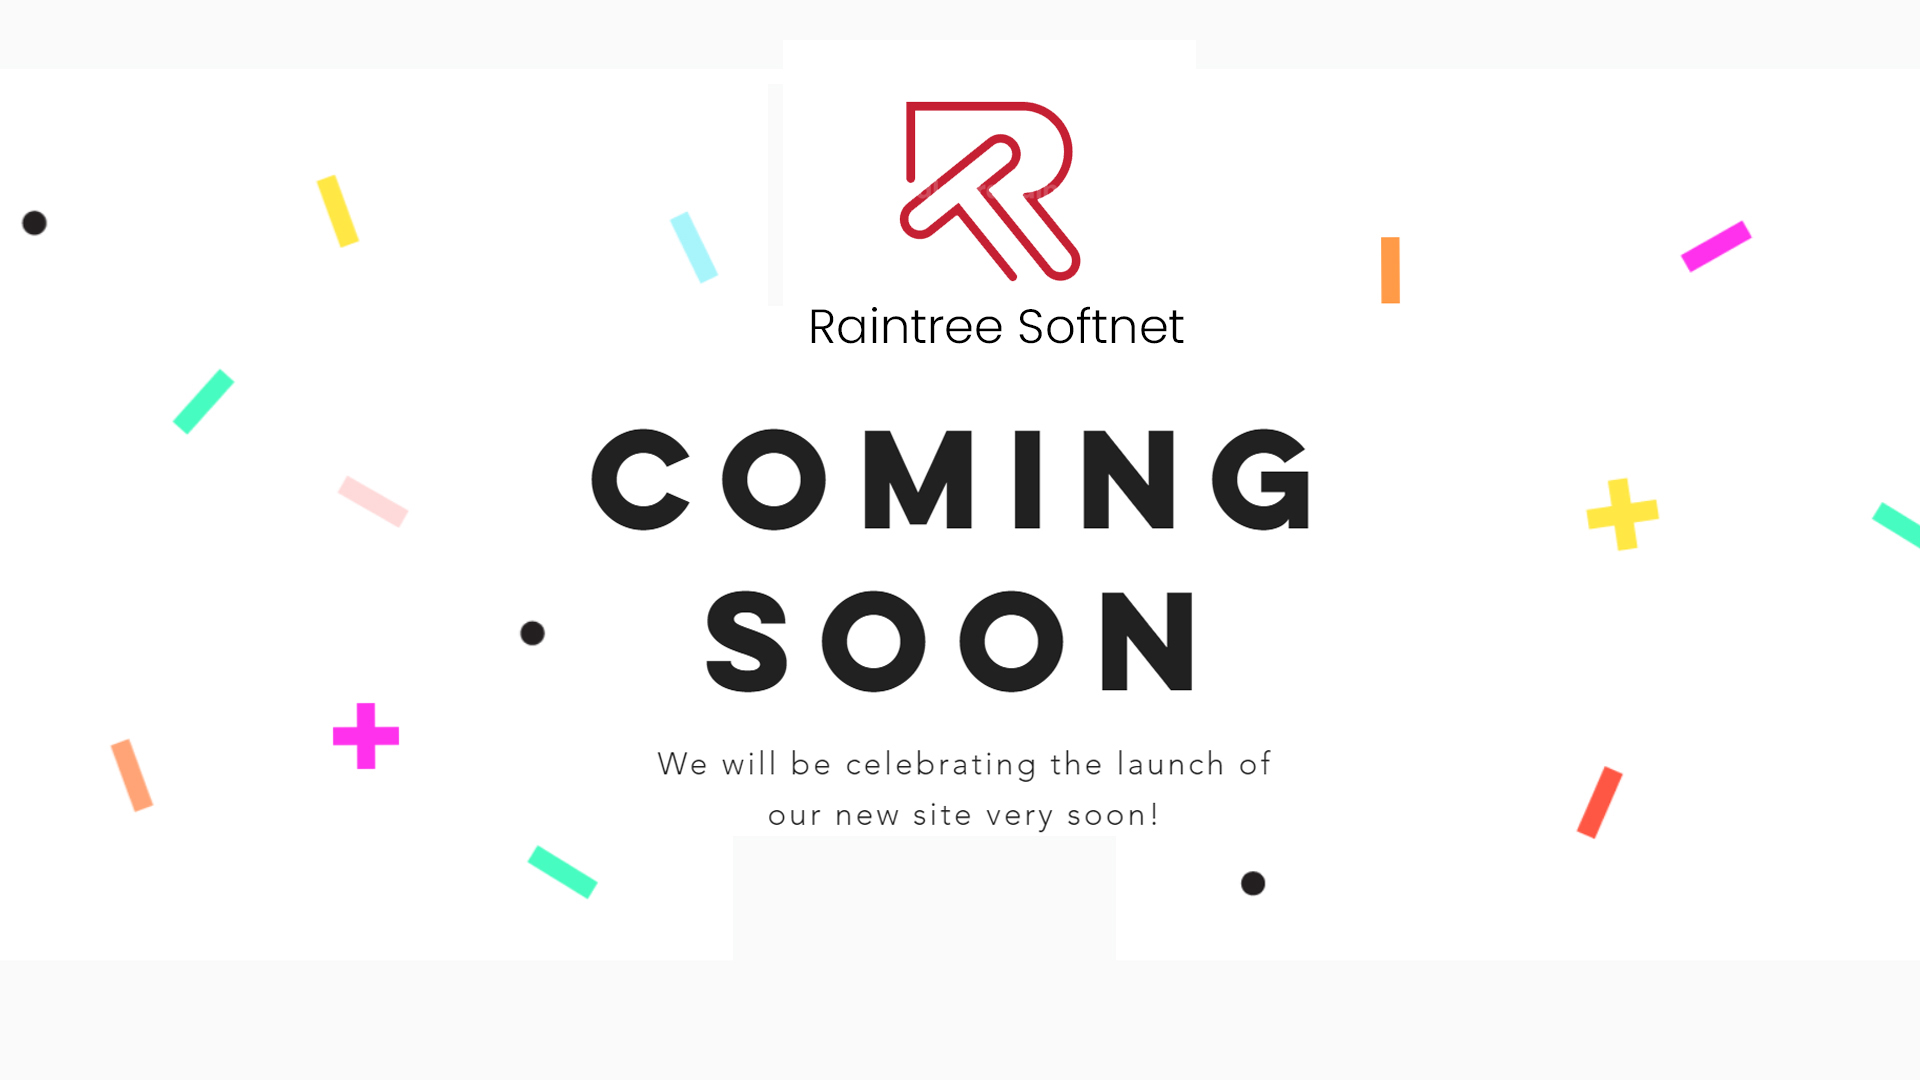 Raintree Softnet
COMING
SOON
We will be celebrating the launch of
our new site very soon!